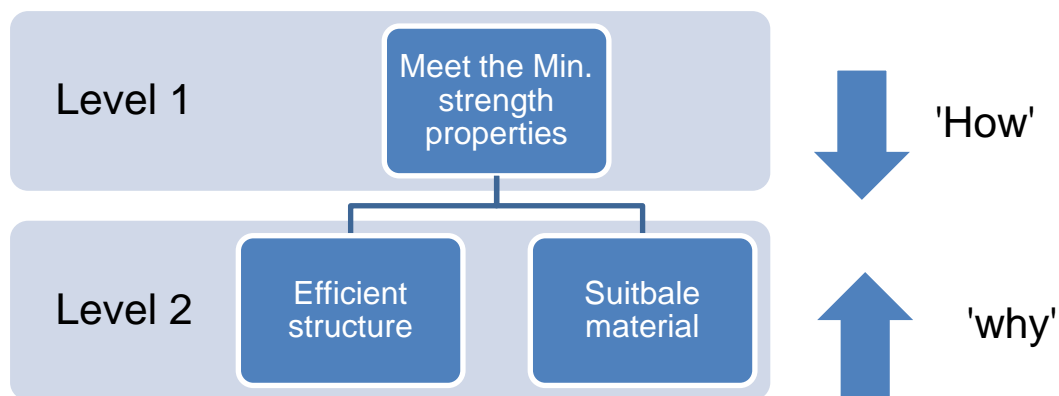 Level 1
Meet the Min.
strength
properties
'How'
Level 2
Efficient
structure
Suitbale
material
'why'